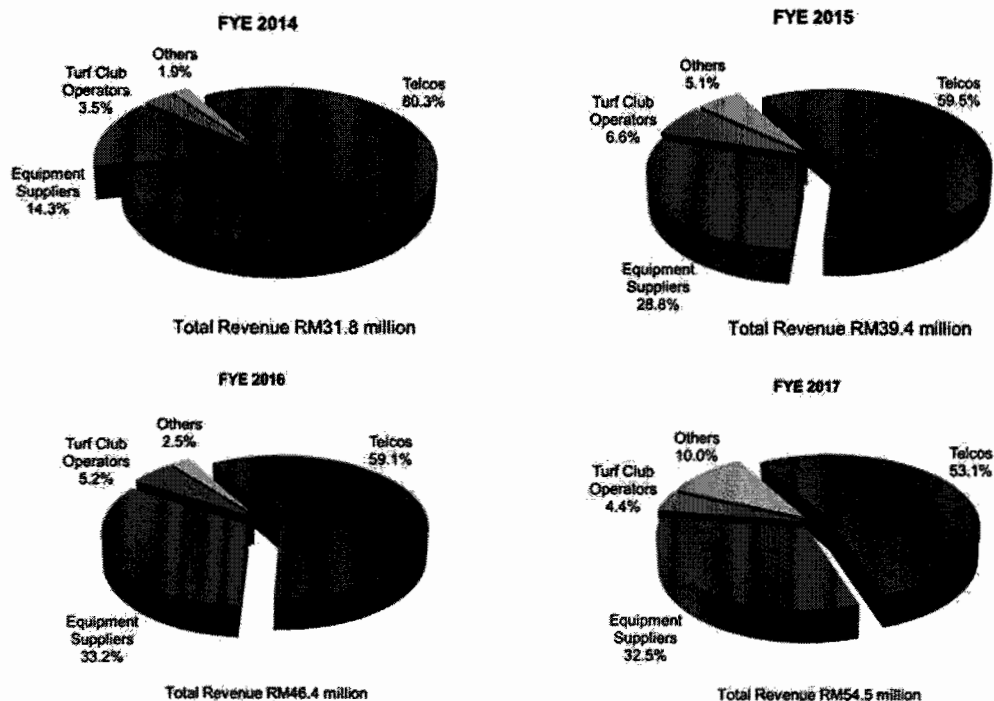 FYE 2014
Others
1.9%
Turf Club
Operators
3.5%
Telcos
80.3%
Equipment
Suppliers
14.3%
Total Revenue RM31.8 million
FYE 2015
Others
5.1%
Turf Club
Operators
6.6%
Telcos
59.5%
Equipment
Suppliers
28.8%
Total Revenue RM39.4 million
FYE 2016
Others
2.5%
Turf Club
Operators
5.2%
Telcos
59.1%
Equipment
Suppliers
33.2%
Total Revenue RM46.4 million
FYE 2017
Others
10.0%
Turf Club
Operators
4.4%
Telcos
53.1%
Equipment
Suppliers
32.5%
Total Revenue RM54.5 million